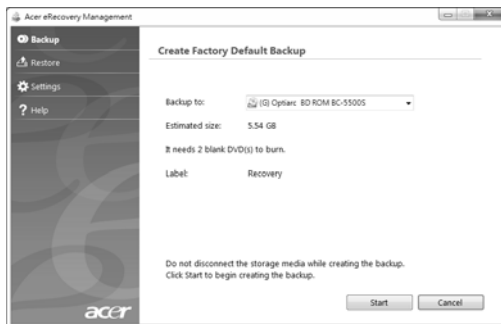 Acer eRecovery Management
Backup
Restore
Settings
Help
Create Factory Default Backup
Backup to: (G) Optiarc BD ROM BC-5500S
Estimated size: 5.54 GB
It needs 2 blank DVD(s) to burn.
Label: Recovery
Do not disconnect the storage media while creating the backup.
Click Start to begin creating the backup.
Start Cancel
acer